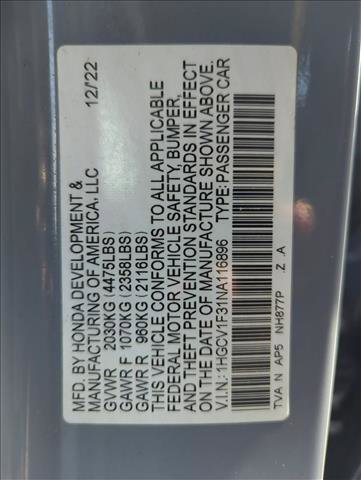 MFD. BY HONDA DEVELOPMENT &
MANUFACTURING OF AMERICA, LLC 12/22
GVWR 2030KG (4475LBS)
GAWR F 1070KG (2358LBS)
GAWR R 960KG (2116LBS)
THIS VEHICLE CONFORMS TO ALL APPLICABLE
FEDERAL MOTOR VEHICLE SAFETY, BUMPER,
AND THEFT PREVENTION STANDARDS IN EFFECT
ON THE DATE OF MANUFACTURE SHOWN ABOVE.
V.I.N.: 1HGCV1F31NA116896 TYPE: PASSENGER CAR
TVA N AP5 NH877P . Z . A